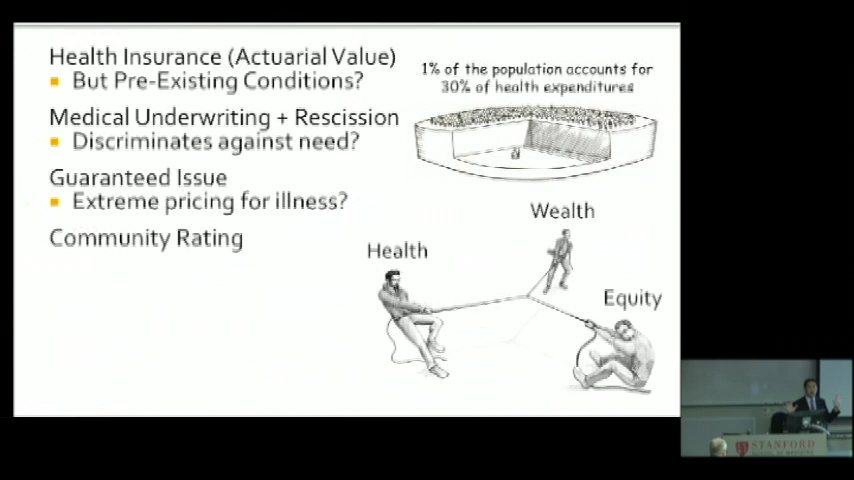 Health Insurance (Actuarial Value)
But Pre-Existing Conditions?
Medical Underwriting + Rescission
Discriminates against need?
Guaranteed Issue
Extreme pricing for illness?
Community Rating
1% of the population accounts for
30% of health expenditures
Wealth
Health
Equity
STANFORD